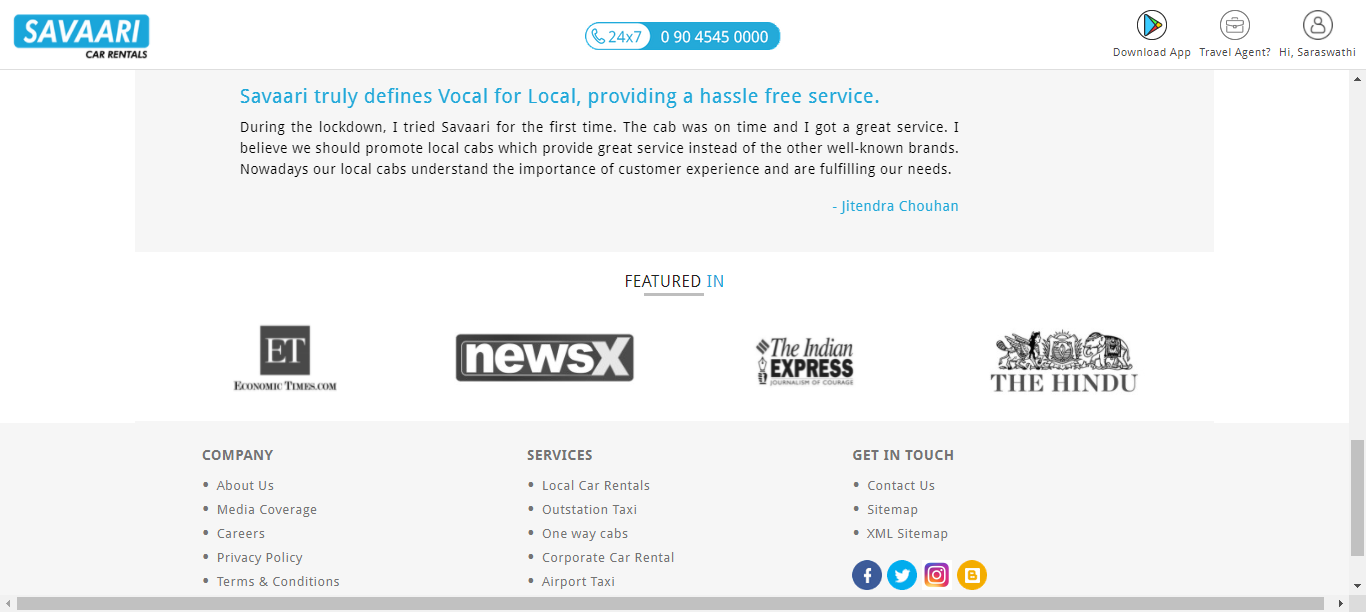 SAVAARI
CAR RENTALS
24x7 0 90 4545 0000
Download App Travel Agent? Hi, Saraswathi
Savaari truly defines Vocal for Local, providing a hassle free service.
During the lockdown, I tried Savaari for the first time. The cab was on time and I got a great service. I
believe we should promote local cabs which provide great service instead of the other well-known brands.
Nowadays our local cabs understand the importance of customer experience and are fulfilling our needs.
- Jitendra Chouhan
FEATURED IN
ET
ECONOMIC TIMES.COM
newsX
The Indian
EXPRESS
JOURNALISM OF COURAGE
THE HINDU
COMPANY
• About Us
• Media Coverage
• Careers
• Privacy Policy
• Terms & Conditions
SERVICES
• Local Car Rentals
• Outstation Taxi
• One way cabs
• Corporate Car Rental
• Airport Taxi
GET IN TOUCH
• Contact Us
• Sitemap
• XML Sitemap